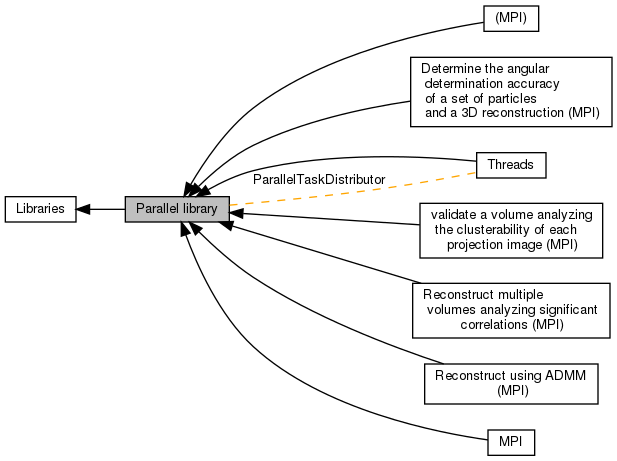 (MPI)
Determine the angular
determination accuracy
of a set of particles
and a 3D reconstruction (MPI)
Threads
ParallelTaskDistributor
Libraries
Parallel library
validate a volume analyzing
the clusterability of each
projection image (MPI)
Reconstruct multiple
volumes analyzing significant
correlations (MPI)
Reconstruct using ADMM
(MPI)
MPI